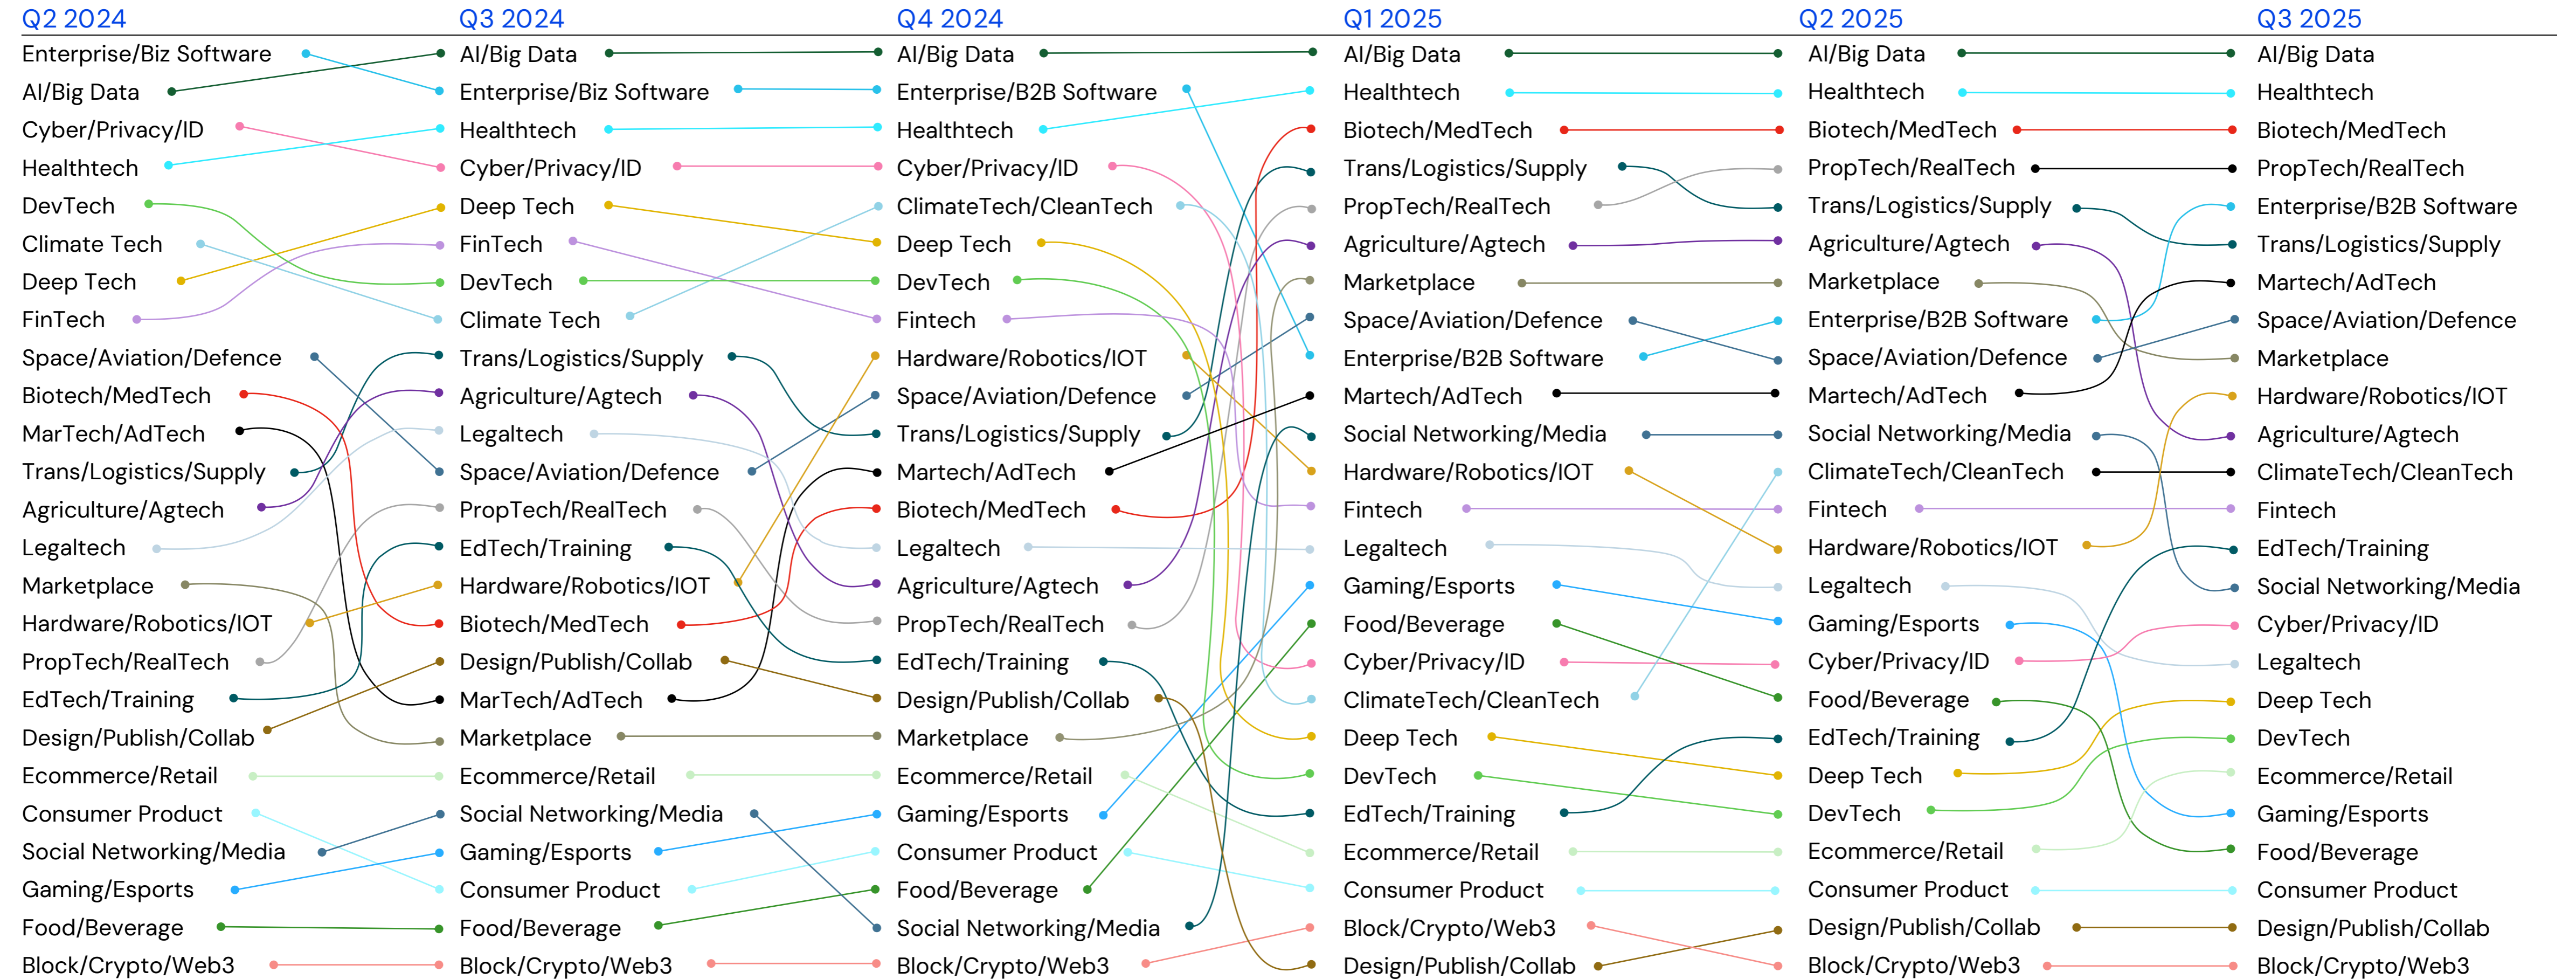 Q2 2024
Enterprise/Biz Software
AI/Big Data
Cyber/Privacy/ID
Healthtech
DevTech
Climate Tech
Deep Tech
FinTech
Space/Aviation/Defence
Biotech/MedTech
MarTech/AdTech
Trans/Logistics/Supply
Agriculture/Agtech
Legaltech
Marketplace
Hardware/Robotics/IOT
PropTech/RealTech
EdTech/Training
Design/Publish/Collab
Ecommerce/Retail
Consumer Product
Social Networking/Media
Gaming/Esports
Food/Beverage
Block/Crypto/Web3
Q3 2024
AI/Big Data
Enterprise/Biz Software
Healthtech
Cyber/Privacy/ID
Deep Tech
FinTech
DevTech
Climate Tech
Trans/Logistics/Supply
Agriculture/Agtech
Legaltech
Space/Aviation/Defence
PropTech/RealTech
EdTech/Training
Hardware/Robotics/IOT
Biotech/MedTech
Design/Publish/Collab
MarTech/AdTech
Marketplace
Ecommerce/Retail
Social Networking/Media
Gaming/Esports
Consumer Product
Food/Beverage
Block/Crypto/Web3
Q4 2024
AI/Big Data
Enterprise/B2B Software
Healthtech
Cyber/Privacy/ID
ClimateTech/CleanTech
Deep Tech
DevTech
Fintech
Hardware/Robotics/IOT
Space/Aviation/Defence
Trans/Logistics/Supply
Martech/AdTech
Biotech/MedTech
Legaltech
Agriculture/Agtech
PropTech/RealTech
EdTech/Training
Design/Publish/Collab
Marketplace
Ecommerce/Retail
Gaming/Esports
Consumer Product
Food/Beverage
Social Networking/Media
Block/Crypto/Web3
Q1 2025
AI/Big Data
Healthtech
Biotech/MedTech
Trans/Logistics/Supply
PropTech/RealTech
Agriculture/Agtech
Marketplace
Space/Aviation/Defence
Enterprise/B2B Software
Martech/AdTech
Social Networking/Media
Hardware/Robotics/IOT
Fintech
Legaltech
Gaming/Esports
Food/Beverage
Cyber/Privacy/ID
ClimateTech/CleanTech
Deep Tech
DevTech
EdTech/Training
Ecommerce/Retail
Consumer Product
Block/Crypto/Web3
Design/Publish/Collab
Q2 2025
AI/Big Data
Healthtech
Biotech/MedTech
PropTech/RealTech
Trans/Logistics/Supply
Agriculture/Agtech
Marketplace
Enterprise/B2B Software
Space/Aviation/Defence
Martech/AdTech
Social Networking/Media
ClimateTech/CleanTech
Fintech
Hardware/Robotics/IOT
Legaltech
Gaming/Esports
Cyber/Privacy/ID
Food/Beverage
EdTech/Training
Deep Tech
DevTech
Ecommerce/Retail
Consumer Product
Design/Publish/Collab
Block/Crypto/Web3
Q3 2025
AI/Big Data
Healthtech
Biotech/MedTech
PropTech/RealTech
Enterprise/B2B Software
Trans/Logistics/Supply
Martech/AdTech
Space/Aviation/Defence
Marketplace
Hardware/Robotics/IOT
Agriculture/Agtech
ClimateTech/CleanTech
Fintech
EdTech/Training
Social Networking/Media
Cyber/Privacy/ID
Legaltech
Deep Tech
DevTech
Ecommerce/Retail
Gaming/Esports
Food/Beverage
Consumer Product
Design/Publish/Collab
Block/Crypto/Web3